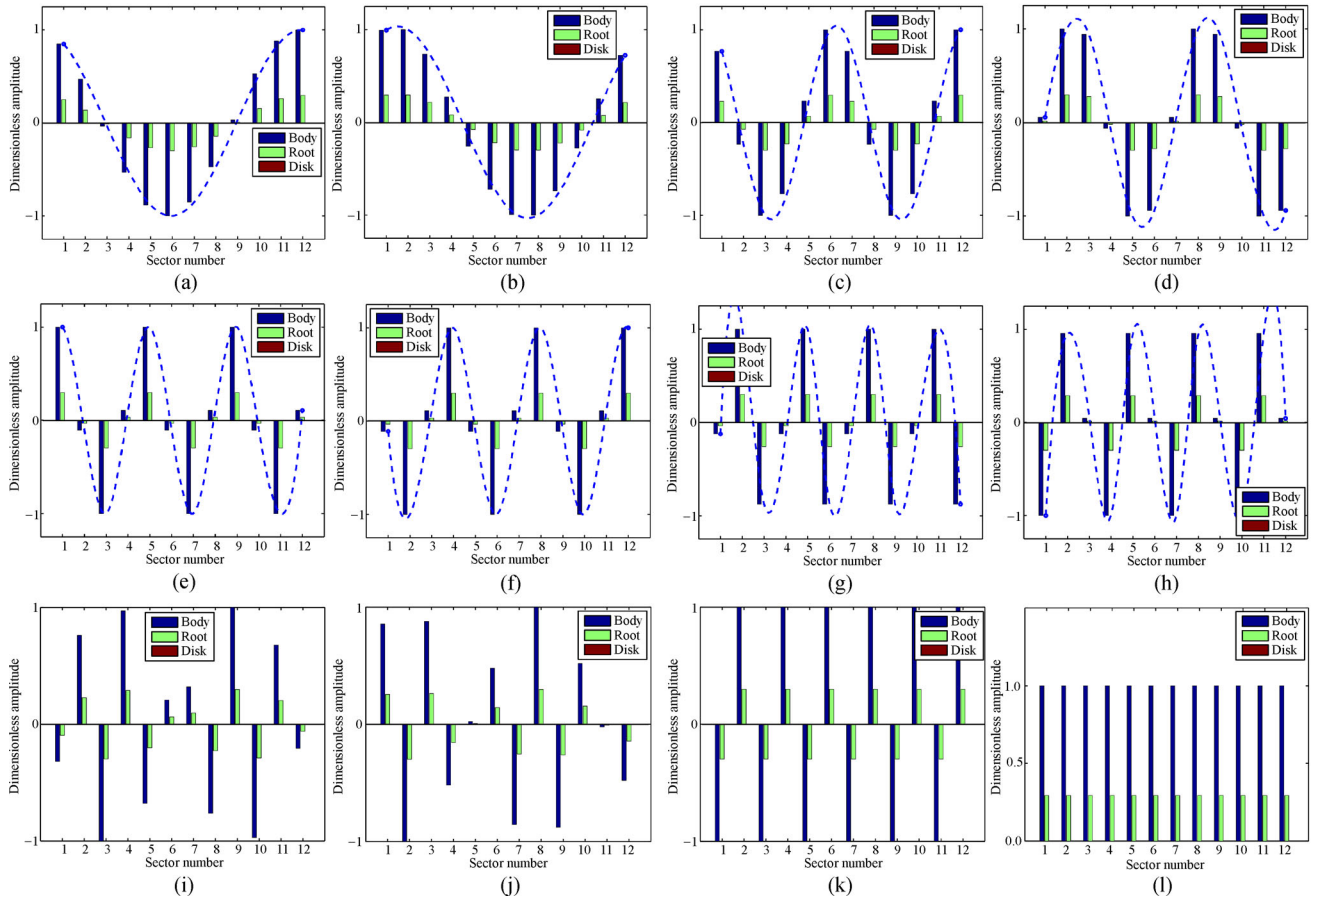 Dimensionless amplitude
1
0
−1
Body
Root
Disk
1 2 3 4 5 6 7 8 9 10 11 12
Sector number
(a)
Dimensionless amplitude
1
0
−1
Body
Root
Disk
1 2 3 4 5 6 7 8 9 10 11 12
Sector number
(b)
Dimensionless amplitude
1
0
−1
Body
Root
Disk
1 2 3 4 5 6 7 8 9 10 11 12
Sector number
(c)
Dimensionless amplitude
1
0
−1
Body
Root
Disk
1 2 3 4 5 6 7 8 9 10 11 12
Sector number
(d)
Dimensionless amplitude
1
0
−1
Body
Root
Disk
1 2 3 4 5 6 7 8 9 10 11 12
Sector number
(e)
Dimensionless amplitude
1
0
−1
Body
Root
Disk
1 2 3 4 5 6 7 8 9 10 11 12
Sector number
(f)
Dimensionless amplitude
1
0
−1
Body
Root
Disk
1 2 3 4 5 6 7 8 9 10 11 12
Sector number
(g)
Dimensionless amplitude
1
0
−1
Body
Root
Disk
1 2 3 4 5 6 7 8 9 10 11 12
Sector number
(h)
Dimensionless amplitude
1
0
−1
Body
Root
Disk
1 2 3 4 5 6 7 8 9 10 11 12
Sector number
(i)
Dimensionless amplitude
1
0
−1
Body
Root
Disk
1 2 3 4 5 6 7 8 9 10 11 12
Sector number
(j)
Dimensionless amplitude
1
0
−1
Body
Root
Disk
1 2 3 4 5 6 7 8 9 10 11 12
Sector number
(k)
Dimensionless amplitude
1.0
0.5
0.0
Body
Root
Disk
1 2 3 4 5 6 7 8 9 10 11 12
Sector number
(l)